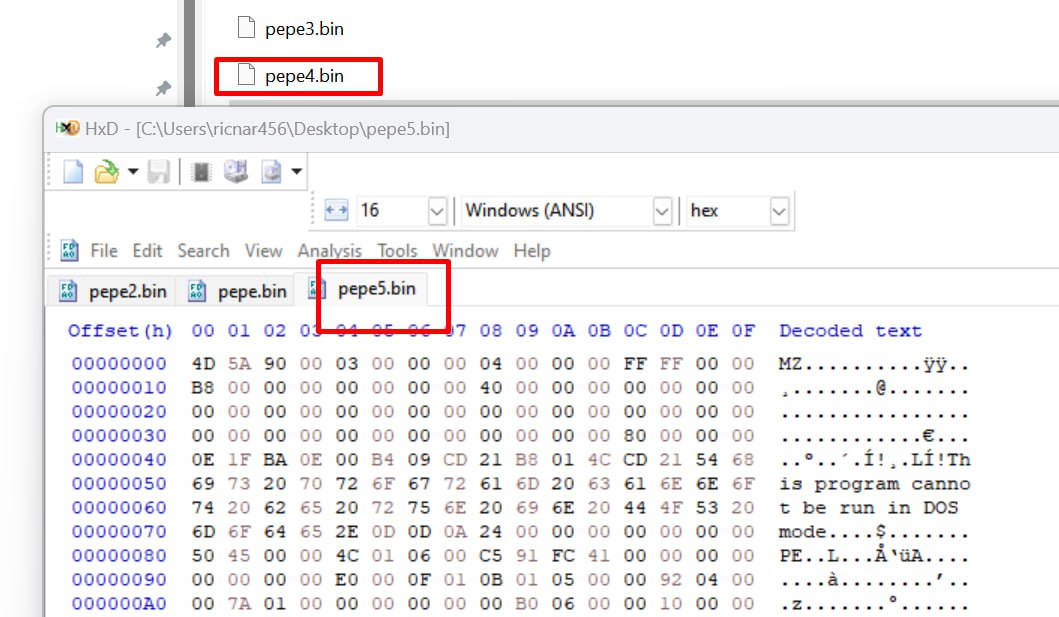 pepe3.bin
pepe4.bin
HxD - [C:\Users\ricnar456\Desktop\pepe5.bin]
16 Windows (ANSI) hex
File Edit Search View Analysis Tools Window Help
pepe2.bin pepe.bin pepe5.bin
Offset(h) 00 01 02 03 04 05 06 07 08 09 0A 0B 0C 0D 0E 0F Decoded text
00000000 4D 5A 90 00 03 00 00 00 04 00 00 00 FF FF 00 00 MZ..........ÿÿ..
00000010 B8 00 00 00 00 00 00 00 40 00 00 00 00 00 00 00 ¸.......@.......
00000020 00 00 00 00 00 00 00 00 00 00 00 00 00 00 00 00 ................
00000030 00 00 00 00 00 00 00 00 00 00 00 00 80 00 00 00 ............€...
00000040 0E 1F BA 0E 00 B4 09 CD 21 B8 01 4C CD 21 54 68 ..º..´.Í!¸.LÍ!Th
00000050 69 73 20 70 72 6F 67 72 61 6D 20 63 61 6E 6E 6F is program canno
00000060 74 20 62 65 20 72 75 6E 20 69 6E 20 44 4F 53 20 t be run in DOS
00000070 6D 6F 64 65 2E 0D 0D 0A 24 00 00 00 00 00 00 00 mode....$.......
00000080 50 45 00 00 4C 01 06 00 C5 91 FC 41 00 00 00 00 PE..L...Å‘üA....
00000090 00 00 00 00 E0 00 0F 01 0B 01 05 00 00 92 04 00 ....à........’..
000000A0 00 7A 01 00 00 00 00 00 00 B0 06 00 00 10 00 00 .z.......°......